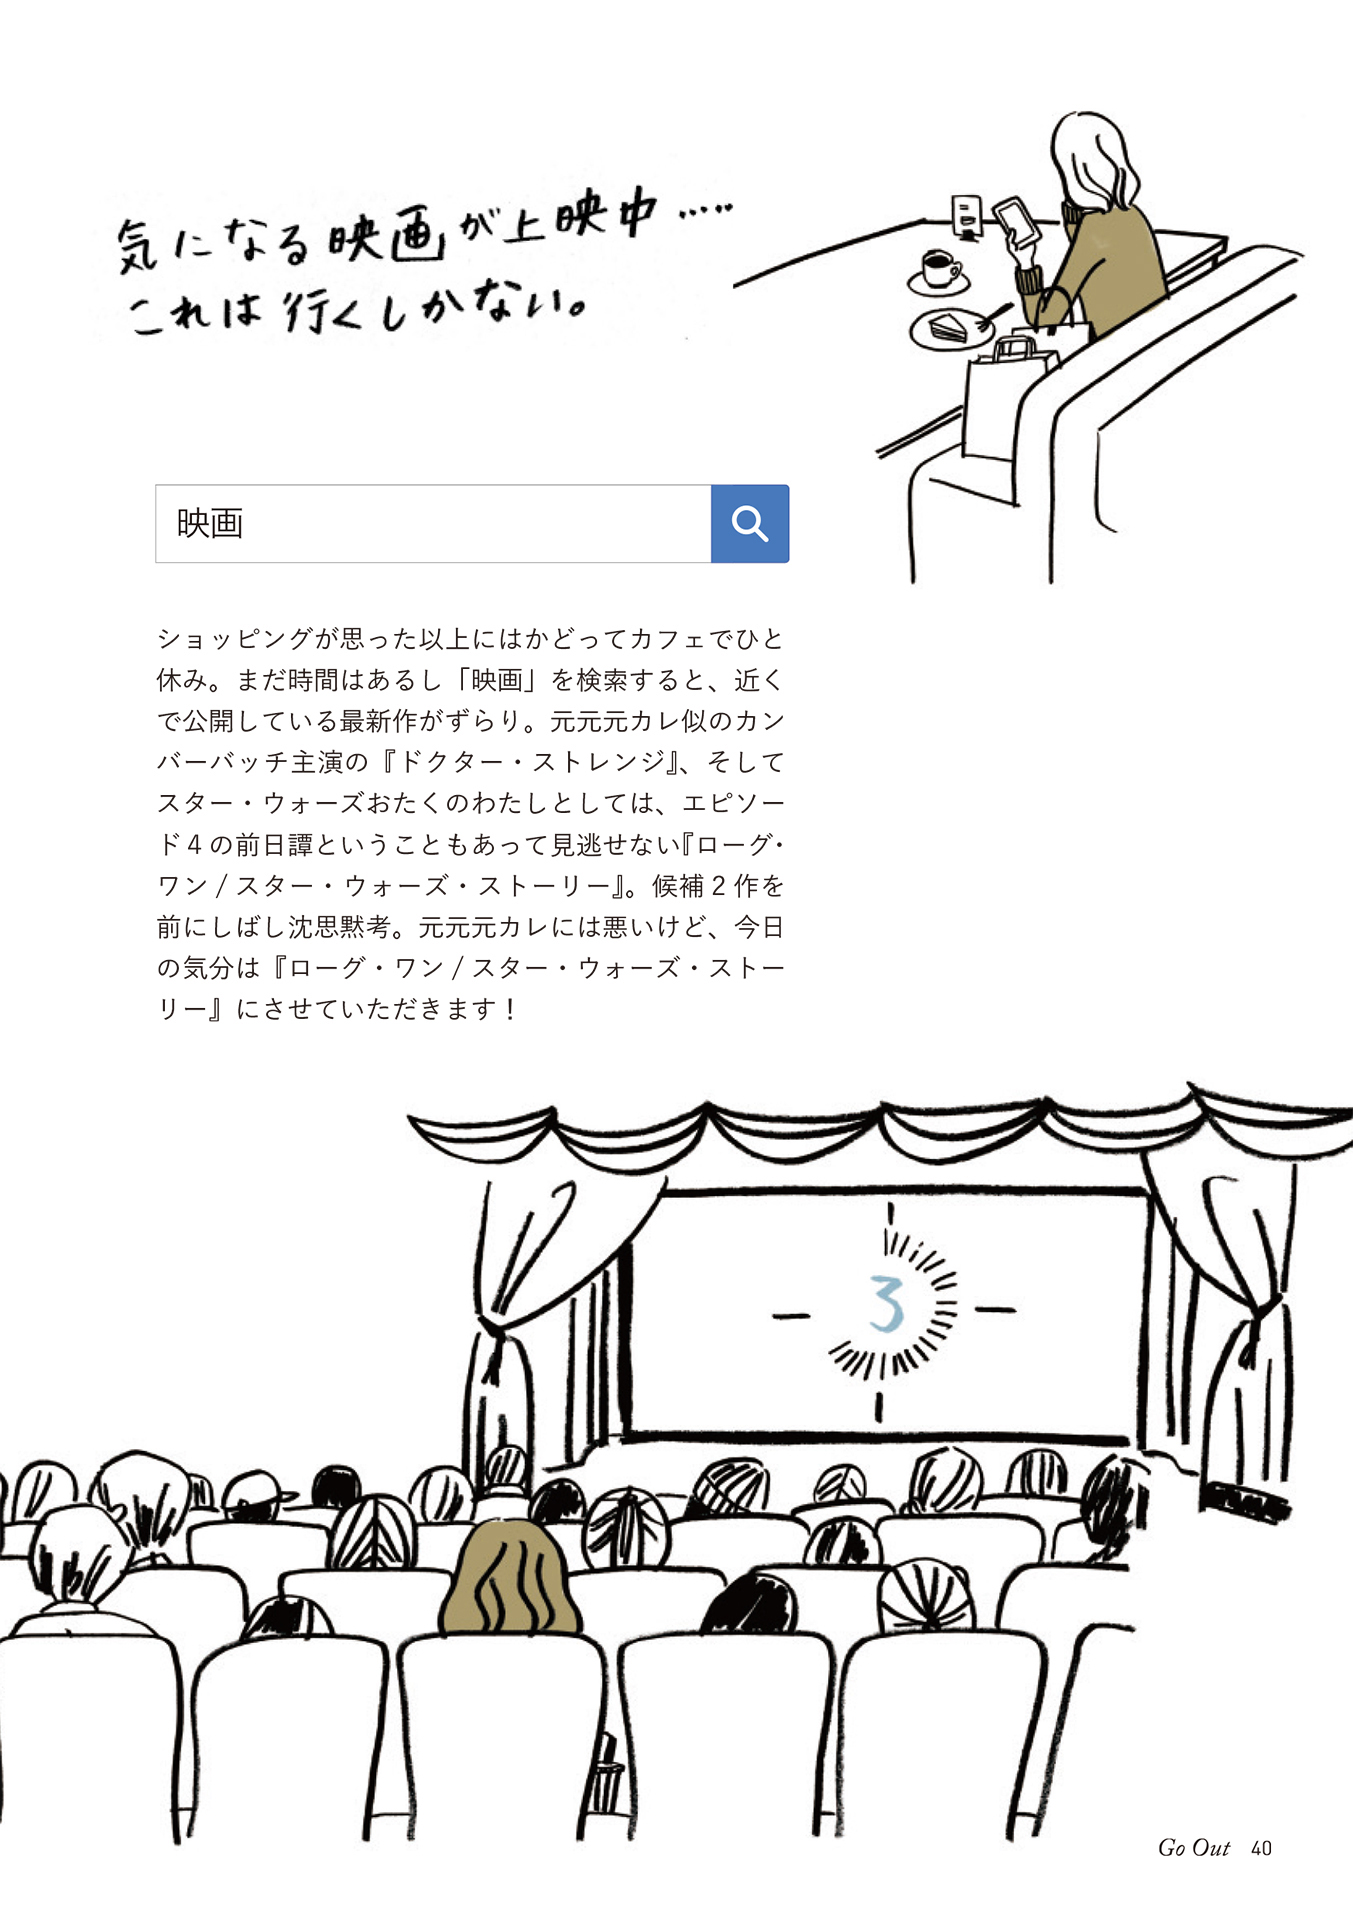 気になる映画が上映中……
これは行くしかない。
映画
ショッピングが思った以上にはかどってカフェでひと
休み。まだ時間はあるし「映画」を検索すると、近く
で公開している最新作がずらり。元元元カレ似のカン
バーバッチ主演の『ドクター・ストレンジ』、そして
スター・ウォーズおたくのわたしとしては、エピソー
ド4の前日譚ということもあって見逃せない『ローグ・
ワン/スター・ウォーズ・ストーリー』。候補2作を
前にしばし沈思黙考。元元元カレには悪いけど、今日
の気分は『ローグ・ワン/スター・ウォーズ・ストー
リー』にさせていただきます!
3
Go Out 40